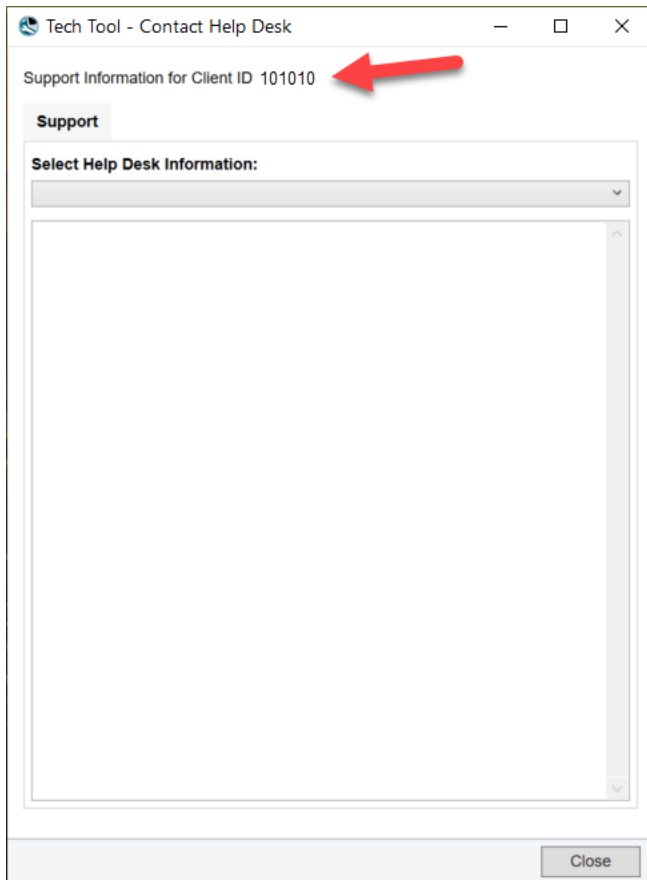 Tech Tool - Contact Help Desk
Support Information for Client ID 101010
Support
Select Help Desk Information:
Close